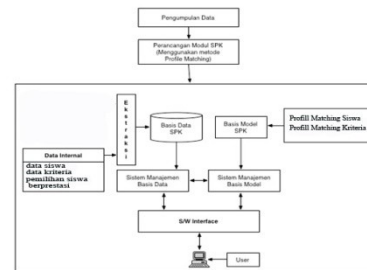 Pengumpulan Data
Perancangan Modul SPK
(Menggunakan metode
Profile Matching)
E
k
s
t
r
a
k
s
i
Basis Data
SPK
Basis Model
SPK
Profill Matching Siswa
Profill Matching Kriteria
Data Internal
data siswa
data kriteria
pemilihan siswa
berprestasi
Sistem Manajemen
Basis Data
Sistem Manajemen
Basis Model
S/W Interface
User